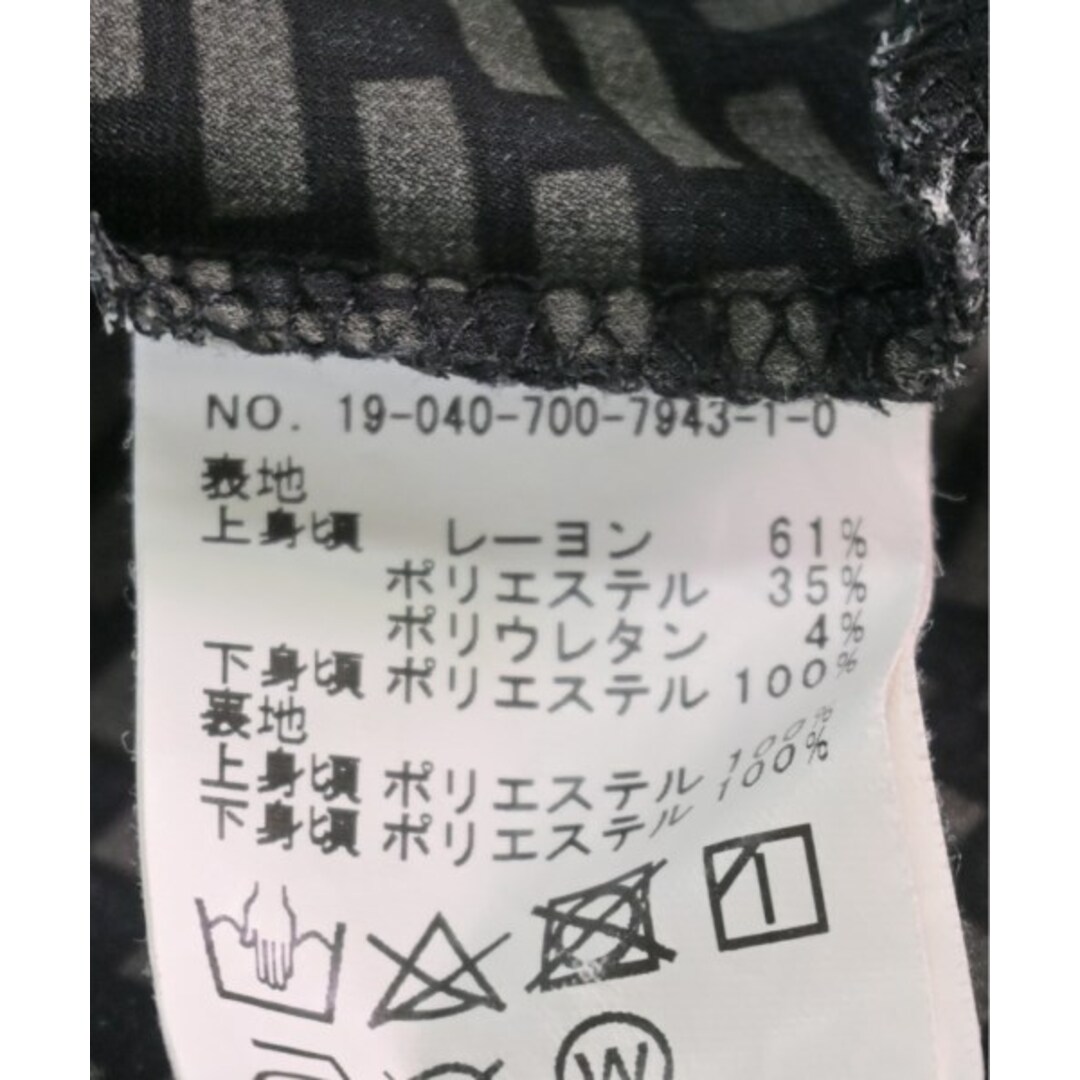 NO. 19-040-700-7943-1-0
表地
上身頃 レーヨン 61%
ポリエステル 35%
ポリウレタン 4%
下身頃 ポリエステル 100%
裏地
上身頃 ポリエステル 100%
下身頃 ポリエステル 100%
W